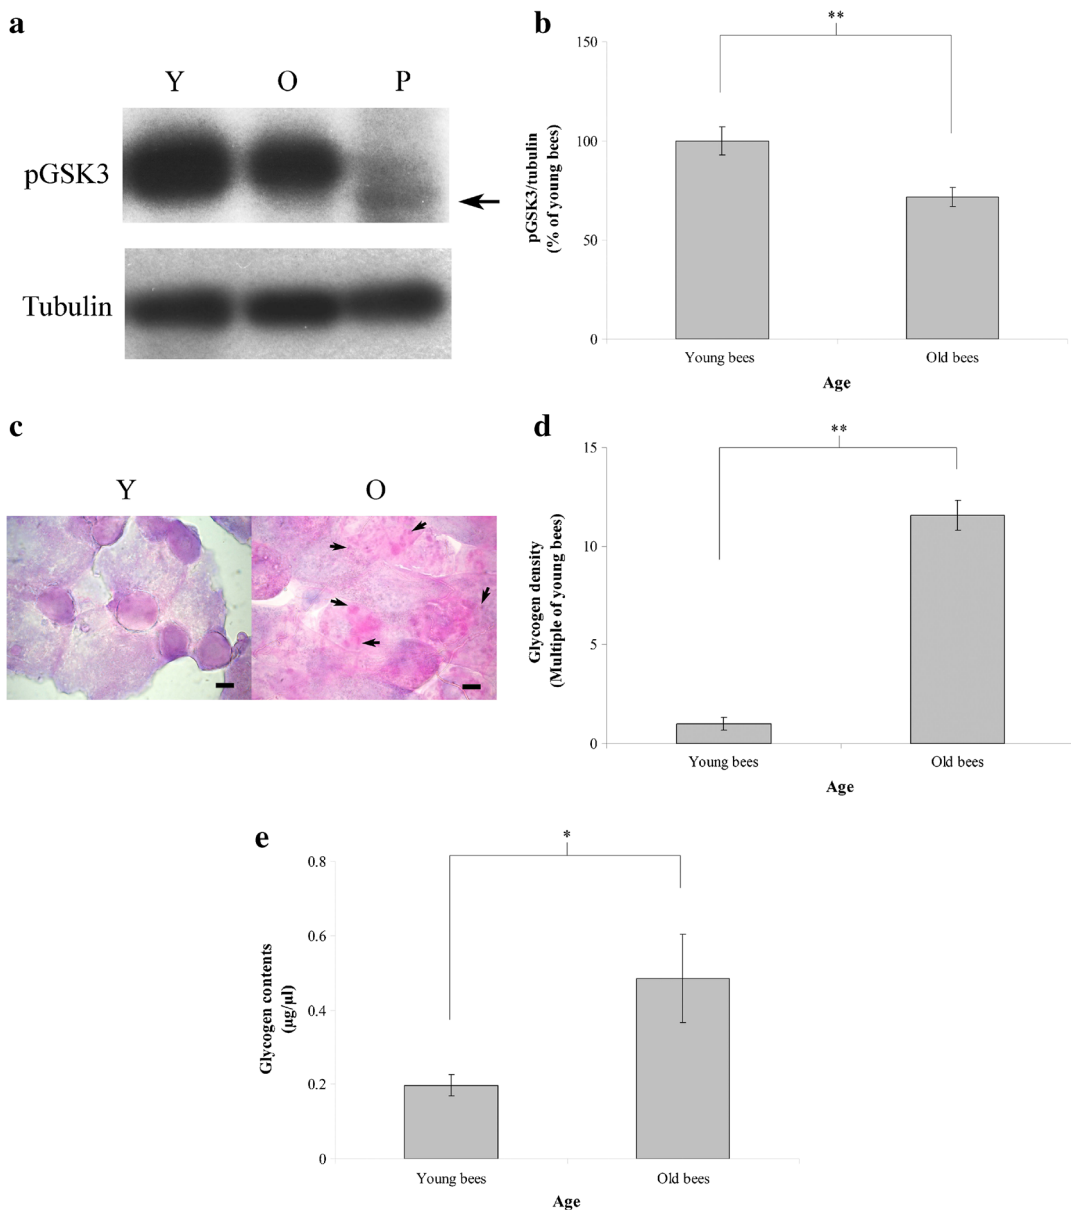 a
Y O P
pGSK3
Tubulin
b
**
150
100
50
0
pGSK3/tubulin
(% of young bees)
Young bees Old bees
Age
c
Y O
d
**
15
10
5
0
Glycogen density
(Multiple of young bees)
Young bees Old bees
Age
e
*
0.8
0.6
0.4
0.2
0
Glycogen contents
(µg/µl)
Young bees Old bees
Age